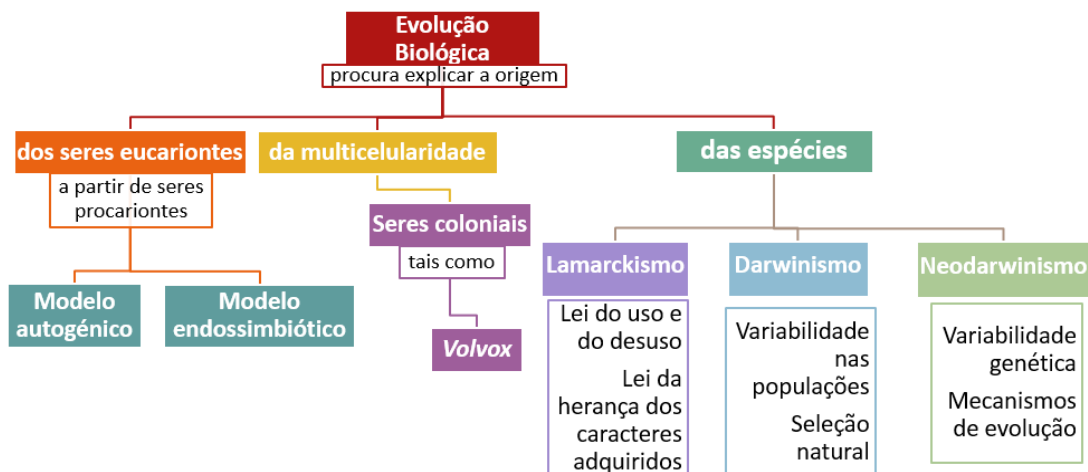 Evolução
Biológica
procura explicar a origem
dos seres eucariontes
da multicelularidade
das espécies
a partir de seres
procariontes
Seres coloniais
tais como
Lamarckismo
Darwinismo
Neodarwinismo
Modelo
autogénico
Modelo
endossimbiótico
Volvox
Lei do uso e
do desuso
Lei da
herança dos
caracteres
adquiridos
Variabilidade
nas
populações
Seleção
natural
Variabilidade
genética
Mecanismos
de evolução